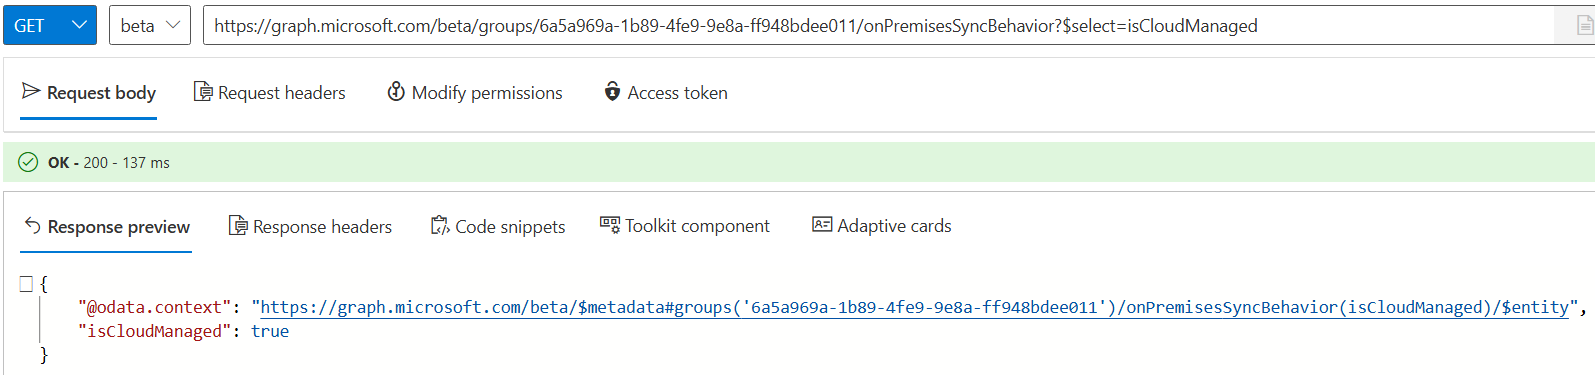 GET beta https://graph.microsoft.com/beta/groups/6a5a969a-1b89-4fe9-9e8a-ff948bdee011/onPremisesSyncBehavior?$select=isCloudManaged
Request body Request headers Modify permissions Access token
OK - 200 - 137 ms
Response preview Response headers Code snippets Toolkit component Adaptive cards
{
"@odata.context": "https://graph.microsoft.com/beta/$metadata#groups('6a5a969a-1b89-4fe9-9e8a-ff948bdee011')/onPremisesSyncBehavior(isCloudManaged)/$entity",
"isCloudManaged": true
}